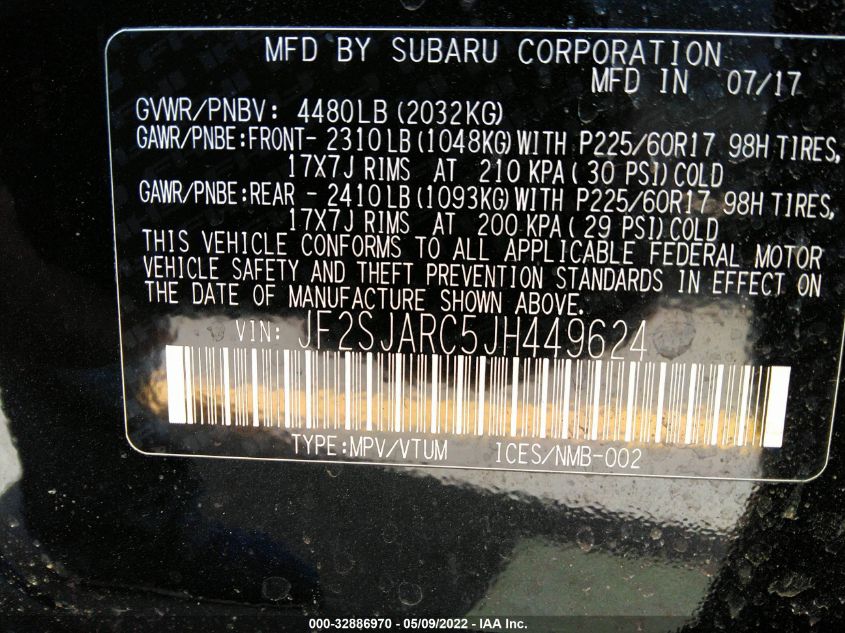 MFD BY SUBARU CORPORATION
MFD IN 07/17
GVWR/PNBV: 4480LB (2032KG)
GAWR/PNBE:FRONT- 2310LB(1048KG)WITH P225/60R17 98H TIRES,
17X7J RIMS AT 210 KPA( 30 PSI)COLD
GAWR/PNBE:REAR - 2410LB(1093KG)WITH P225/60R17 98H TIRES,
17X7J RIMS AT 200 KPA( 29 PSI)COLD
THIS VEHICLE CONFORMS TO ALL APPLICABLE FEDERAL MOTOR
VEHICLE SAFETY AND THEFT PREVENTION STANDARDS IN EFFECT ON
THE DATE OF MANUFACTURE SHOWN ABOVE.
VIN: JF2SJARC5JH449624
TYPE:MPV/VTUM ICES/NMB-002
000-32886970 - 05/09/2022 - IAA Inc.